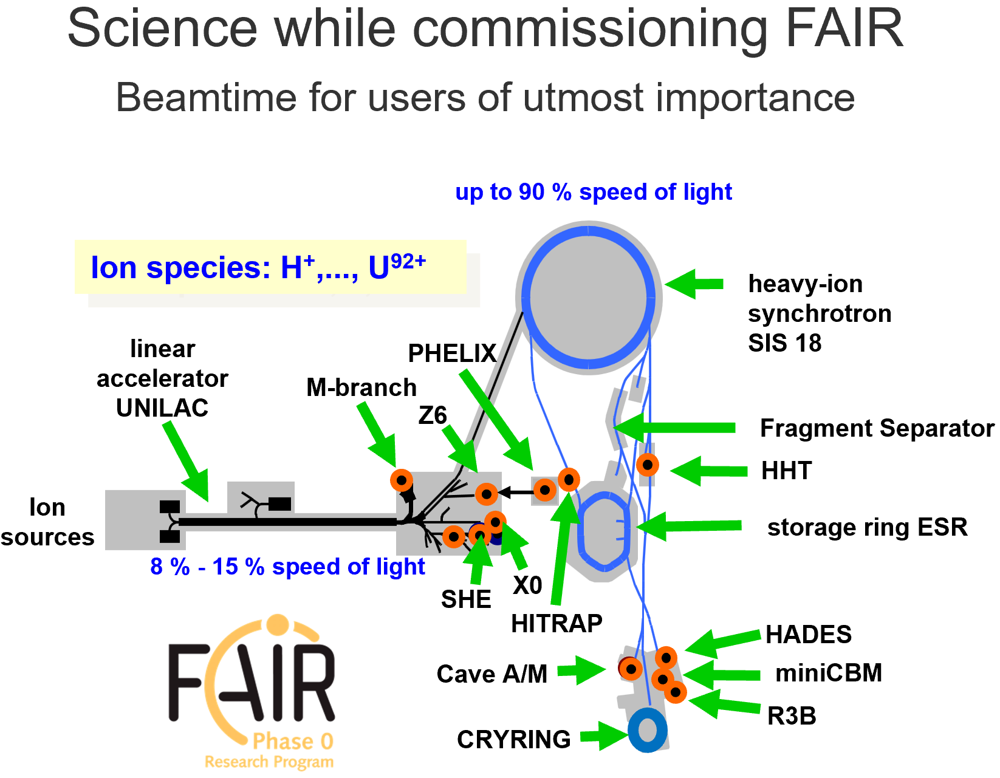 Science while commissioning FAIR
Beamtime for users of utmost importance
up to 90 % speed of light
Ion species: H+,..., U92+
heavy-ion
synchrotron
SIS 18
linear
accelerator
UNILAC
PHELIX
M-branch
Z6
Fragment Separator
HHT
Ion
sources
storage ring ESR
8 % - 15 % speed of light
SHE
X0
HITRAP
HADES
Cave A/M
miniCBM
R3B
CRYRING
FAIR
Phase 0
Research Program